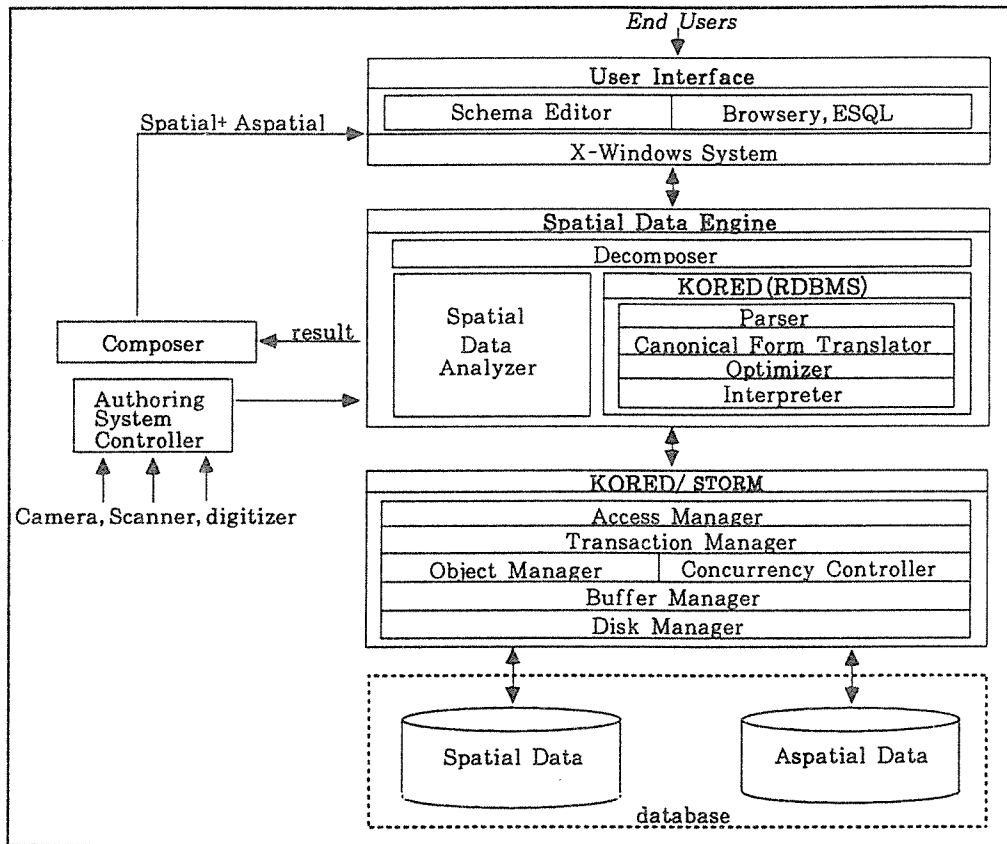 End Users
User Interface
Schema Editor
Browsery, ESQL
X-Windows System
Spatial+ Aspatial
Spatial Data Engine
Decomposer
Spatial
Data
Analyzer
KORED(RDBMS)
Parser
Canonical Form Translator
Optimizer
Interpreter
result
Composer
Authoring
System
Controller
Camera, Scanner, digitizer
KORED/ STORM
Access Manager
Transaction Manager
Object Manager
Concurrency Controller
Buffer Manager
Disk Manager
Spatial Data
Aspatial Data
database